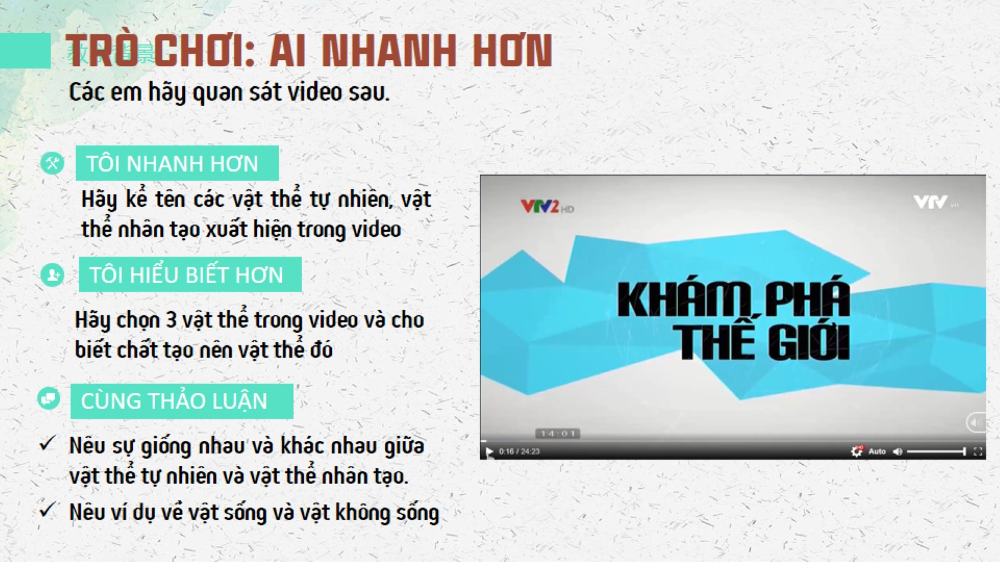 TRÒ CHƠI: AI NHANH HƠN
Các em hãy quan sát video sau.
TÔI NHANH HƠN
Hãy kể tên các vật thể tự nhiên, vật
thể nhân tạo xuất hiện trong video
TÔI HIỂU BIẾT HƠN
Hãy chọn 3 vật thể trong video và cho
biết chất tạo nên vật thể đó
CÙNG THẢO LUẬN
✓ Nêu sự giống nhau và khác nhau giữa
vật thể tự nhiên và vật thể nhân tạo.
✓ Nêu ví dụ về vật sống và vật không sống
VTV2 HD
VTV.vn
KHÁM PHÁ
THẾ GIỚI
14:01
0:16 / 24:23
HD
Auto